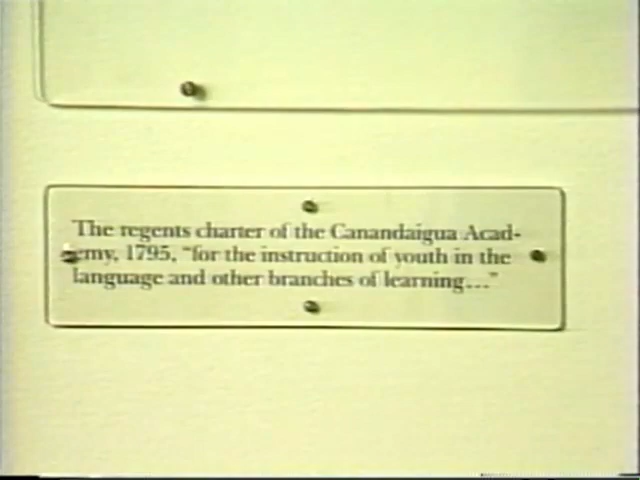 The regents charter of the Canandaigua Acad-
emy, 1795, "for the instruction of youth in the
language and other branches of learning..."